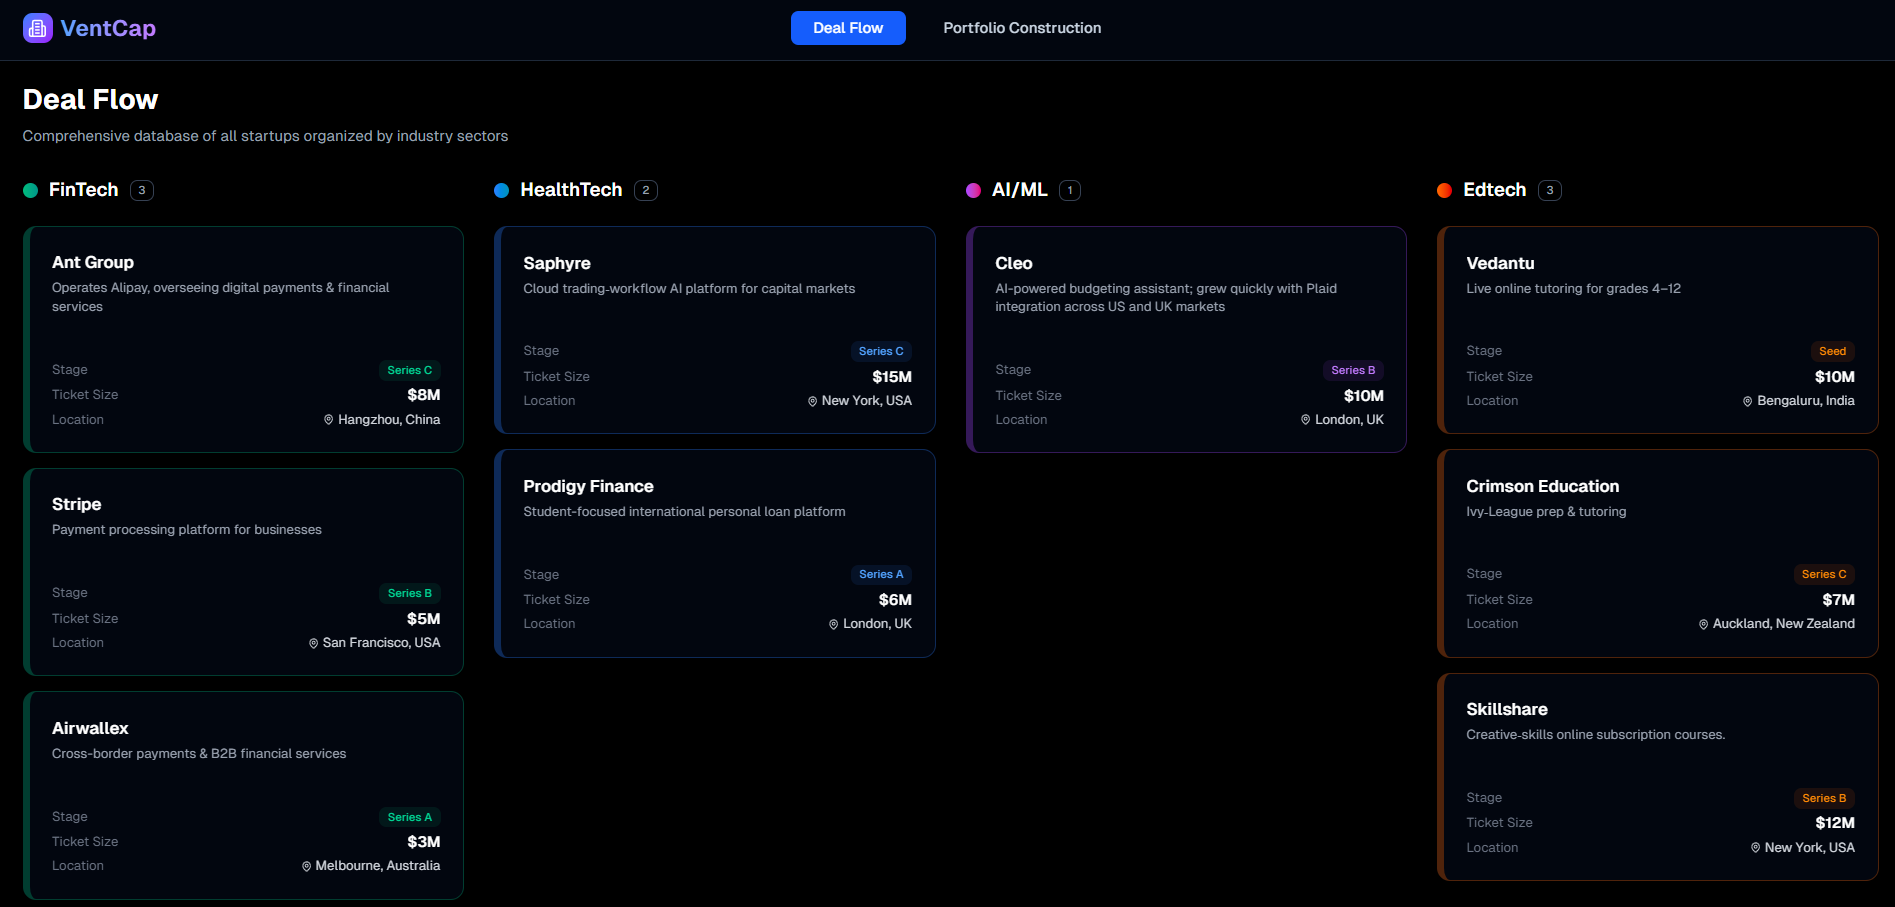 VentCap
Deal Flow
Portfolio Construction
Deal Flow
Comprehensive database of all startups organized by industry sectors
FinTech 3
Ant Group
Operates Alipay, overseeing digital payments & financial
services
Stage Series C
Ticket Size $8M
Location Hangzhou, China
Stripe
Payment processing platform for businesses
Stage Series B
Ticket Size $5M
Location San Francisco, USA
Airwallex
Cross-border payments & B2B financial services
Stage Series A
Ticket Size $3M
Location Melbourne, Australia
HealthTech 2
Saphyre
Cloud trading-workflow AI platform for capital markets
Stage Series C
Ticket Size $15M
Location New York, USA
Prodigy Finance
Student-focused international personal loan platform
Stage Series A
Ticket Size $6M
Location London, UK
AI/ML 1
Cleo
AI-powered budgeting assistant; grew quickly with Plaid
integration across US and UK markets
Stage Series B
Ticket Size $10M
Location London, UK
Edtech 3
Vedantu
Live online tutoring for grades 4–12
Stage Seed
Ticket Size $10M
Location Bengaluru, India
Crimson Education
Ivy-League prep & tutoring
Stage Series C
Ticket Size $7M
Location Auckland, New Zealand
Skillshare
Creative-skills online subscription courses.
Stage Series B
Ticket Size $12M
Location New York, USA